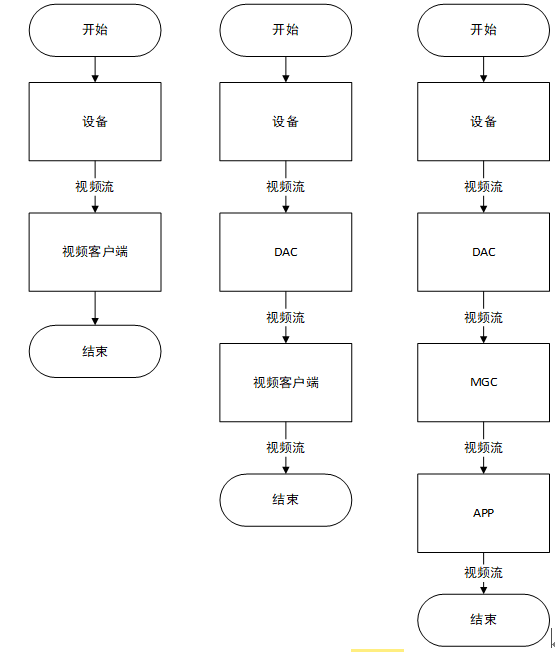 开始
设备
视频流
视频客户端
结束
开始
设备
视频流
DAC
视频流
视频客户端
视频流
结束
开始
设备
视频流
DAC
视频流
MGC
视频流
APP
视频流
结束